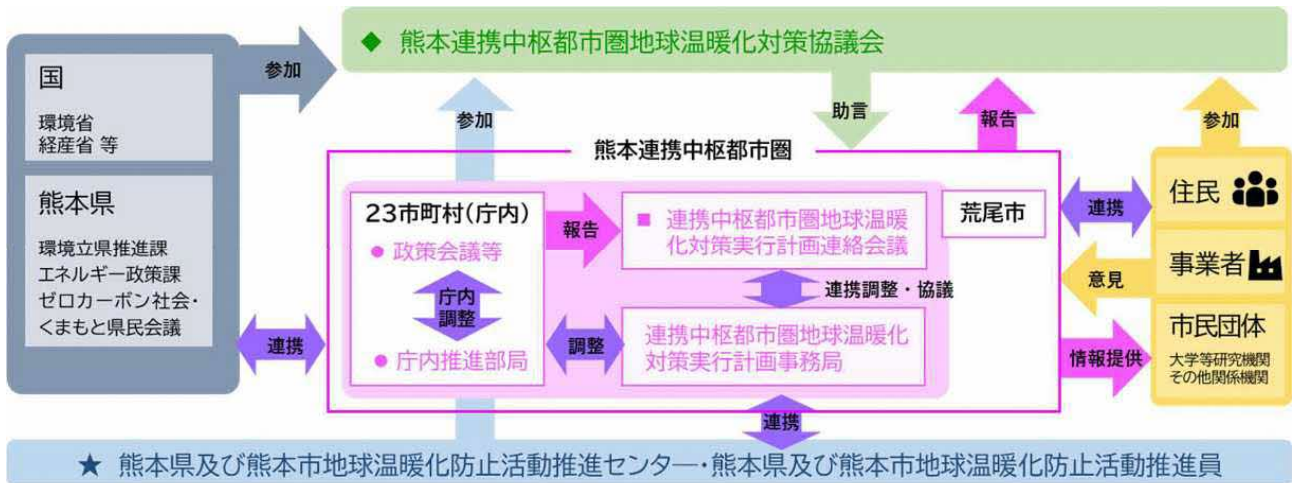 ◆ 熊本連携中枢都市圏地球温暖化対策協議会
国
環境省
経産省 等
熊本県
環境立県推進課
エネルギー政策課
ゼロカーボン社会・
くまもと県民会議
参加
参加
助言
報告
参加
熊本連携中枢都市圏
23市町村(庁内)
● 政策会議等
庁内
調整
● 庁内推進部局
報告
■ 連携中枢都市圏地球温暖
化対策実行計画連絡会議
連携調整・協議
調整
連携中枢都市圏地球温暖化
対策実行計画事務局
荒尾市
連携
連携
意見
情報提供
住民
事業者
市民団体
大学等研究機関
その他関係機関
連携
★ 熊本県及び熊本市地球温暖化防止活動推進センター・熊本県及び熊本市地球温暖化防止活動推進員